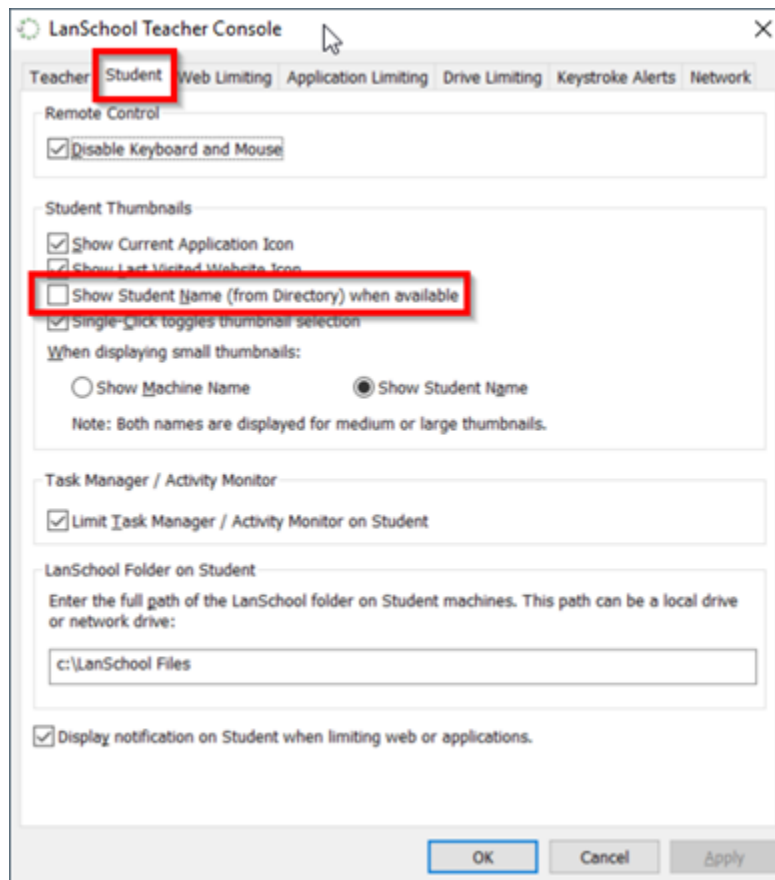 LanSchool Teacher Console
Teacher Student Web Limiting Application Limiting Drive Limiting Keystroke Alerts Network
Remote Control
Disable Keyboard and Mouse
Student Thumbnails
Show Current Application Icon
Show Last Visited Website Icon
Show Student Name (from Directory) when available
Single-Click toggles thumbnail selection
When displaying small thumbnails:
Show Machine Name Show Student Name
Note: Both names are displayed for medium or large thumbnails.
Task Manager / Activity Monitor
Limit Task Manager / Activity Monitor on Student
LanSchool Folder on Student
Enter the full path of the LanSchool folder on Student machines. This path can be a local drive
or network drive:
c:\LanSchool Files
Display notification on Student when limiting web or applications.
OK Cancel Apply